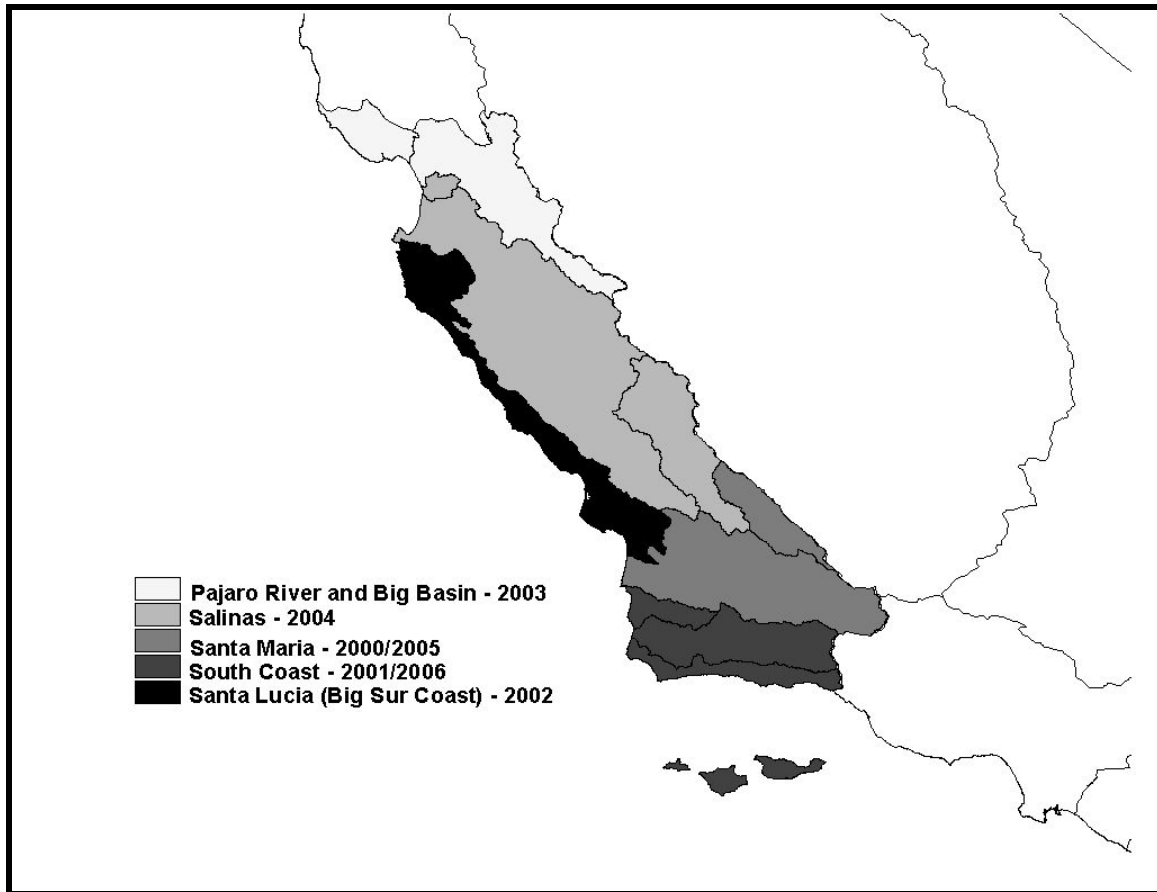 Pajaro River and Big Basin - 2003
Salinas - 2004
Santa Maria - 2000/2005
South Coast - 2001/2006
Santa Lucia (Big Sur Coast) - 2002